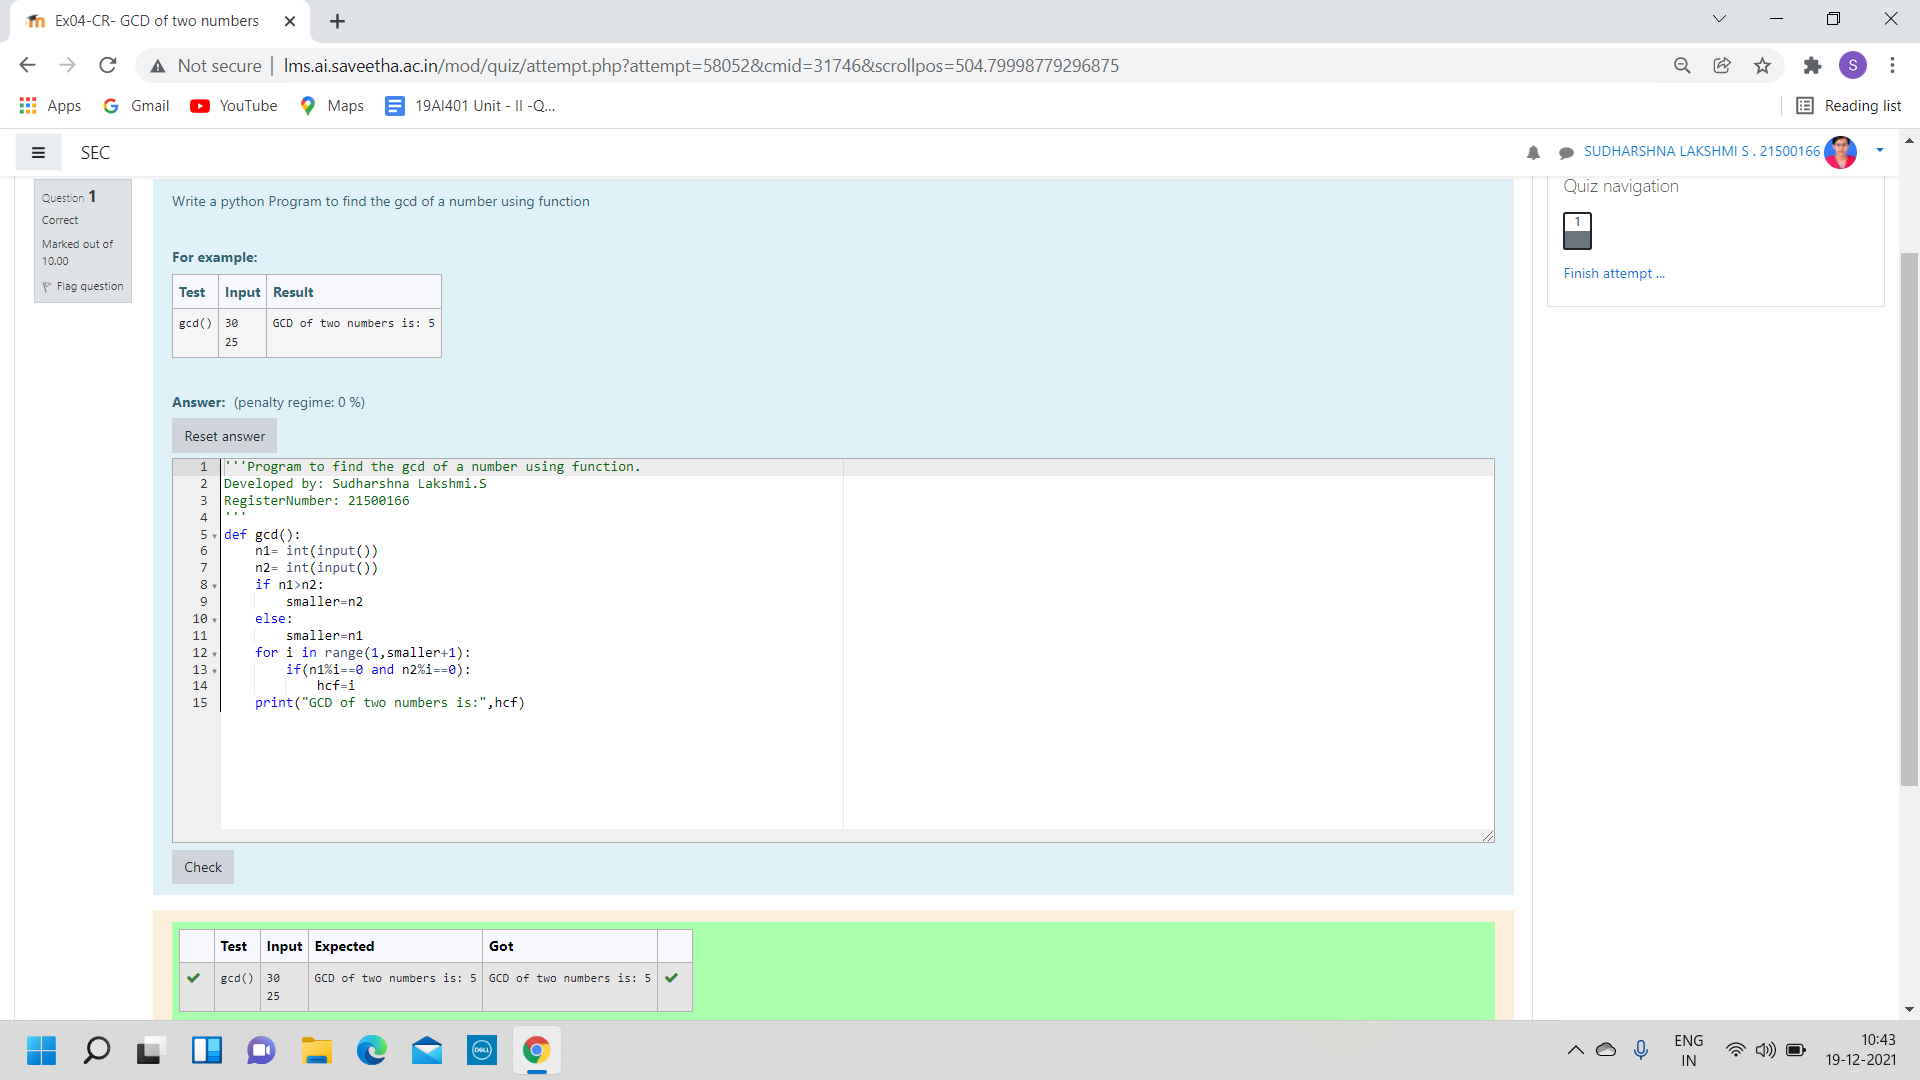 Ex04-CR- GCD of two numbers
Not secure | lms.ai.saveetha.ac.in/mod/quiz/attempt.php?attempt=58052&cmid=31746&scrollpos=504.79998779296875
S
Apps Gmail YouTube Maps 19AI401 Unit - II -Q... Reading list
SEC
SUDHARSHNA LAKSHMI S . 21500166
Question 1
Correct
Marked out of
10.00
Flag question
Write a python Program to find the gcd of a number using function
For example:
Test Input Result
gcd() 30 GCD of two numbers is: 5
25
Answer: (penalty regime: 0 %)
Reset answer
1 '''Program to find the gcd of a number using function.
2 Developed by: Sudharshna Lakshmi.S
3 RegisterNumber: 21500166
4 '''
5 def gcd():
6     n1= int(input())
7     n2= int(input())
8     if n1>n2:
9         smaller=n2
10     else:
11         smaller=n1
12     for i in range(1,smaller+1):
13         if(n1%i==0 and n2%i==0):
14             hcf=i
15     print("GCD of two numbers is:",hcf)
Check
Test Input Expected Got
gcd() 30 GCD of two numbers is: 5 GCD of two numbers is: 5
25
Quiz navigation
1
Finish attempt ...
DELL
ENG
IN
10:43
19-12-2021